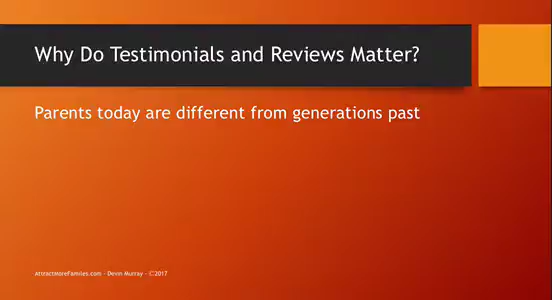 Why Do Testimonials and Reviews Matter?
Parents today are different from generations past
AttractMoreFamilies.com - Devin Murray - ©2017